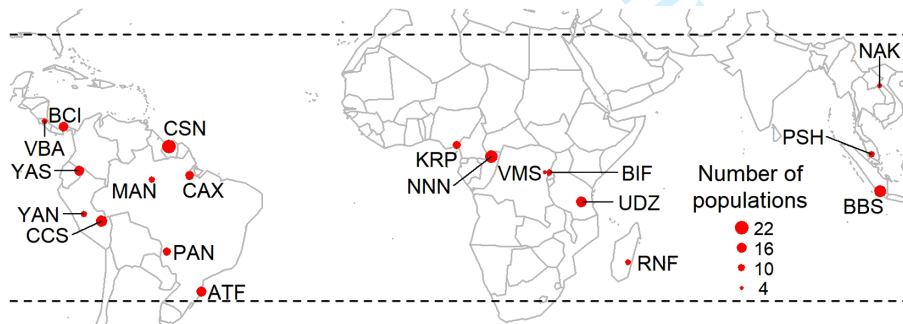 NAK
BCI
CSN
VBA
PSH
KRP
YAS
NNN
VMS
BIF
MAN
CAX
Number of
populations
UDZ
BBS
YAN
22
CCS
16
PAN
RNF
10
4
ATF